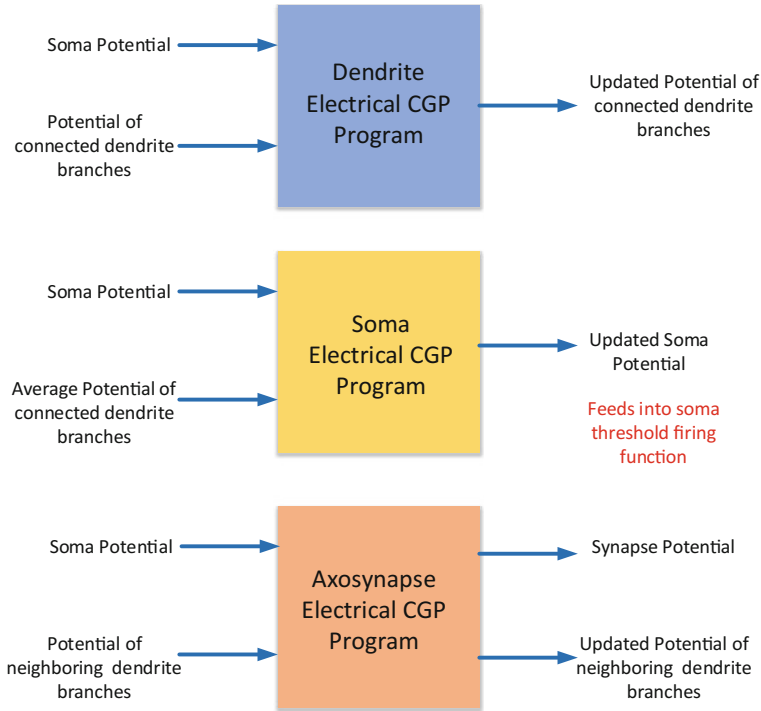 Soma Potential
Potential of
connected dendrite
branches
Dendrite
Electrical CGP
Program
Updated Potential of
connected dendrite
branches
Soma Potential
Average Potential of
connected dendrite
branches
Soma
Electrical CGP
Program
Updated Soma
Potential
Feeds into soma
threshold firing
function
Soma Potential
Potential of
neighboring dendrite
branches
Axosynapse
Electrical CGP
Program
Synapse Potential
Updated Potential of
neighboring dendrite
branches